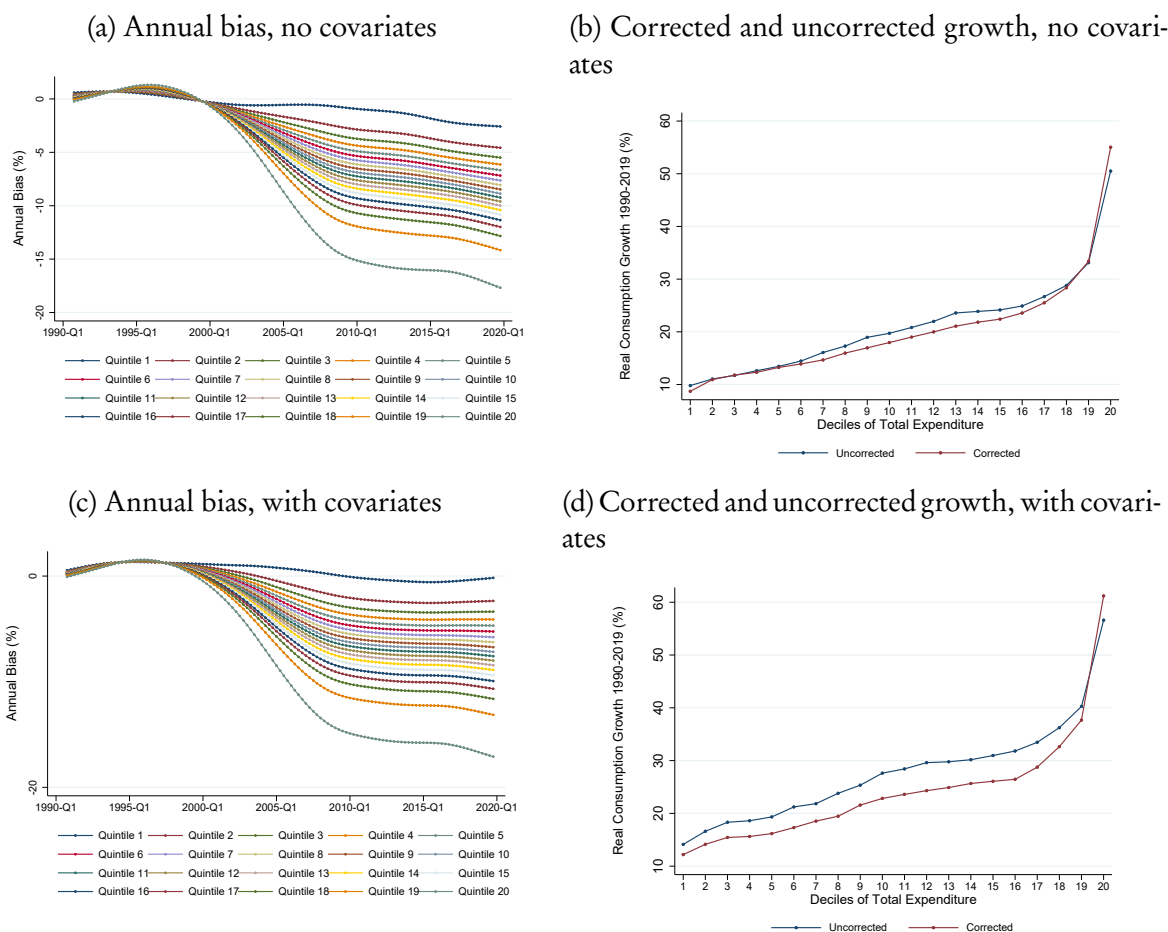 (a) Annual bias, no covariates
(b) Corrected and uncorrected growth, no covari-
ates
Annual Bias (%)
0
-5
-10
-15
-20
1990-Q1 1995-Q1 2000-Q1 2005-Q1 2010-Q1 2015-Q1 2020-Q1
Quintile 1 Quintile 2 Quintile 3 Quintile 4 Quintile 5
Quintile 6 Quintile 7 Quintile 8 Quintile 9 Quintile 10
Quintile 11 Quintile 12 Quintile 13 Quintile 14 Quintile 15
Quintile 16 Quintile 17 Quintile 18 Quintile 19 Quintile 20
Real Consumption Growth 1990-2019 (%)
60
50
40
30
20
10
1 2 3 4 5 6 7 8 9 10 11 12 13 14 15 16 17 18 19 20
Deciles of Total Expenditure
Uncorrected Corrected
(c) Annual bias, with covariates
(d) Corrected and uncorrected growth, with covari-
ates
Annual Bias (%)
0
-20
1990-Q1 1995-Q1 2000-Q1 2005-Q1 2010-Q1 2015-Q1 2020-Q1
Quintile 1 Quintile 2 Quintile 3 Quintile 4 Quintile 5
Quintile 6 Quintile 7 Quintile 8 Quintile 9 Quintile 10
Quintile 11 Quintile 12 Quintile 13 Quintile 14 Quintile 15
Quintile 16 Quintile 17 Quintile 18 Quintile 19 Quintile 20
Real Consumption Growth 1990-2019 (%)
60
50
40
30
20
10
1 2 3 4 5 6 7 8 9 10 11 12 13 14 15 16 17 18 19 20
Deciles of Total Expenditure
Uncorrected Corrected